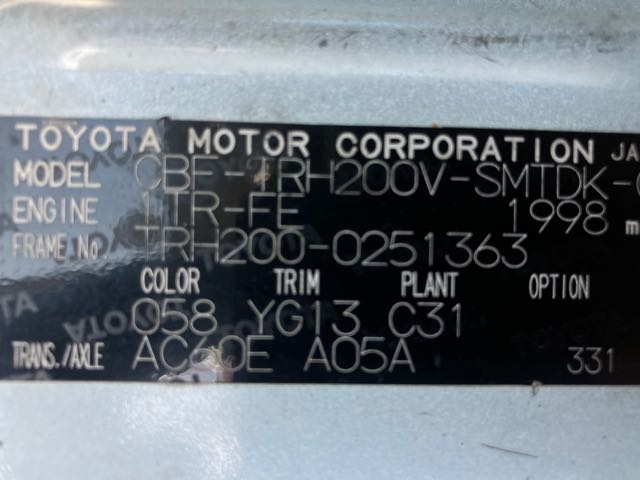 TOYOTA MOTOR CORPORATION JA
MODEL CBF-TRH200V-SMTDK-
ENGINE 1TR-FE 1998 m
FRAME No. TRH200-0251363
COLOR TRIM PLANT OPTION
058 YG13 C31
TRANS./AXLE AC60E A05A 331